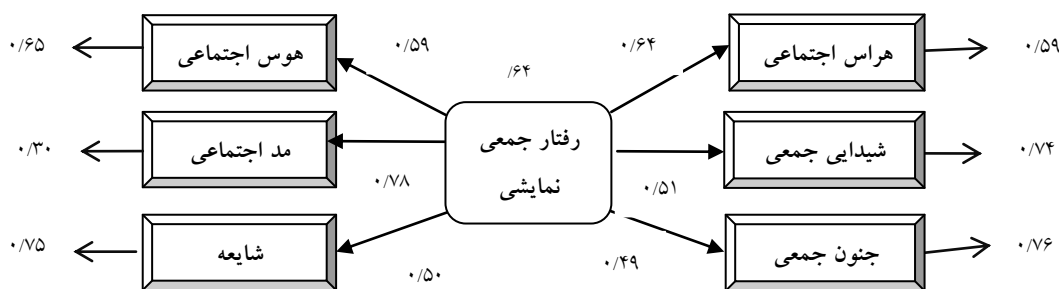 ۰/۵۹
هراس اجتماعی
۰/۶۴
/۶۴
۰/۵۹
هوس اجتماعی
۰/۶۵
۰/۷۴
شیدایی جمعی
۰/۵۱
رفتار جمعی
نمایشی
۰/۷۸
مد اجتماعی
۰/۳۰
۰/۷۶
جنون جمعی
۰/۴۹
۰/۵۰
شایعه
۰/۷۵